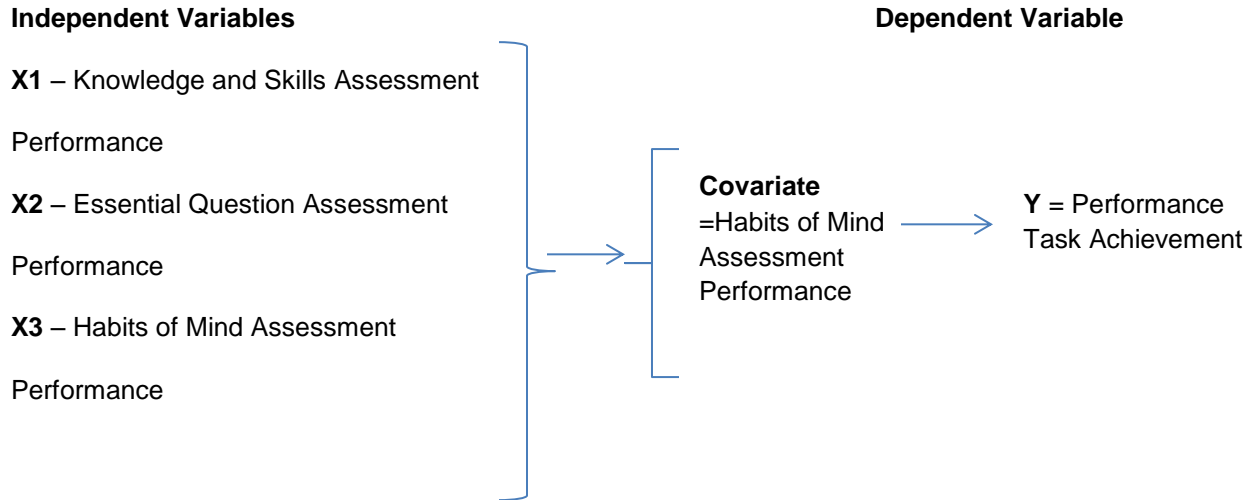 Independent Variables
Dependent Variable
X1 – Knowledge and Skills Assessment
Performance
X2 – Essential Question Assessment
Performance
X3 – Habits of Mind Assessment
Performance
Covariate
=Habits of Mind
Assessment
Performance
Y = Performance
Task Achievement